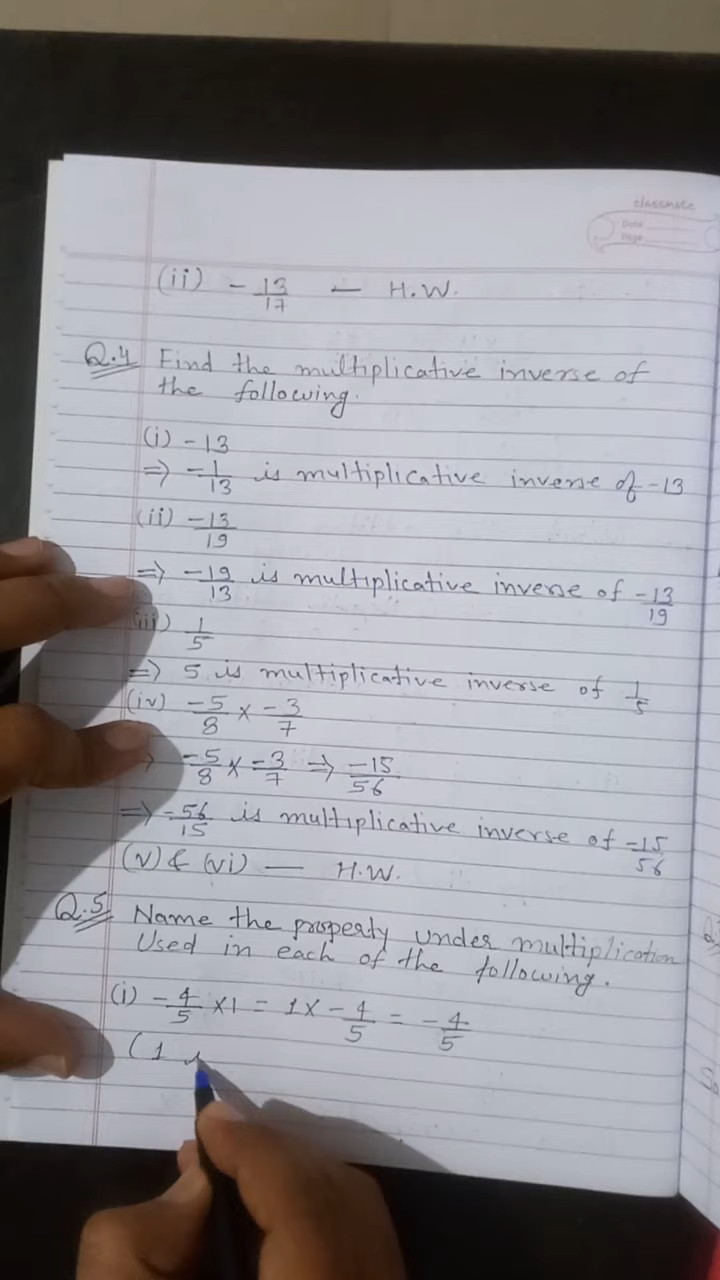 classmate
Date
Page
(ii) -13/17 — H.W.
Q.4 Find the multiplicative inverse of
the following.
(i) -13
⇒ -1/13 is multiplicative inverse of -13
(ii) -13/19
⇒ -19/13 is multiplicative inverse of -13/19
(iii) 1/5
⇒ 5 is multiplicative inverse of 1/5
(iv) -5/8 × -3/7
⇒ -5/8 × -3/7 ⇒ -15/56
⇒ -56/15 is multiplicative inverse of -15/56
(v) & (vi) — H.W.
Q.5 Name the property under multiplication
Used in each of the following.
(i) -4/5 ×1 = 1× -4/5 = -4/5
(1